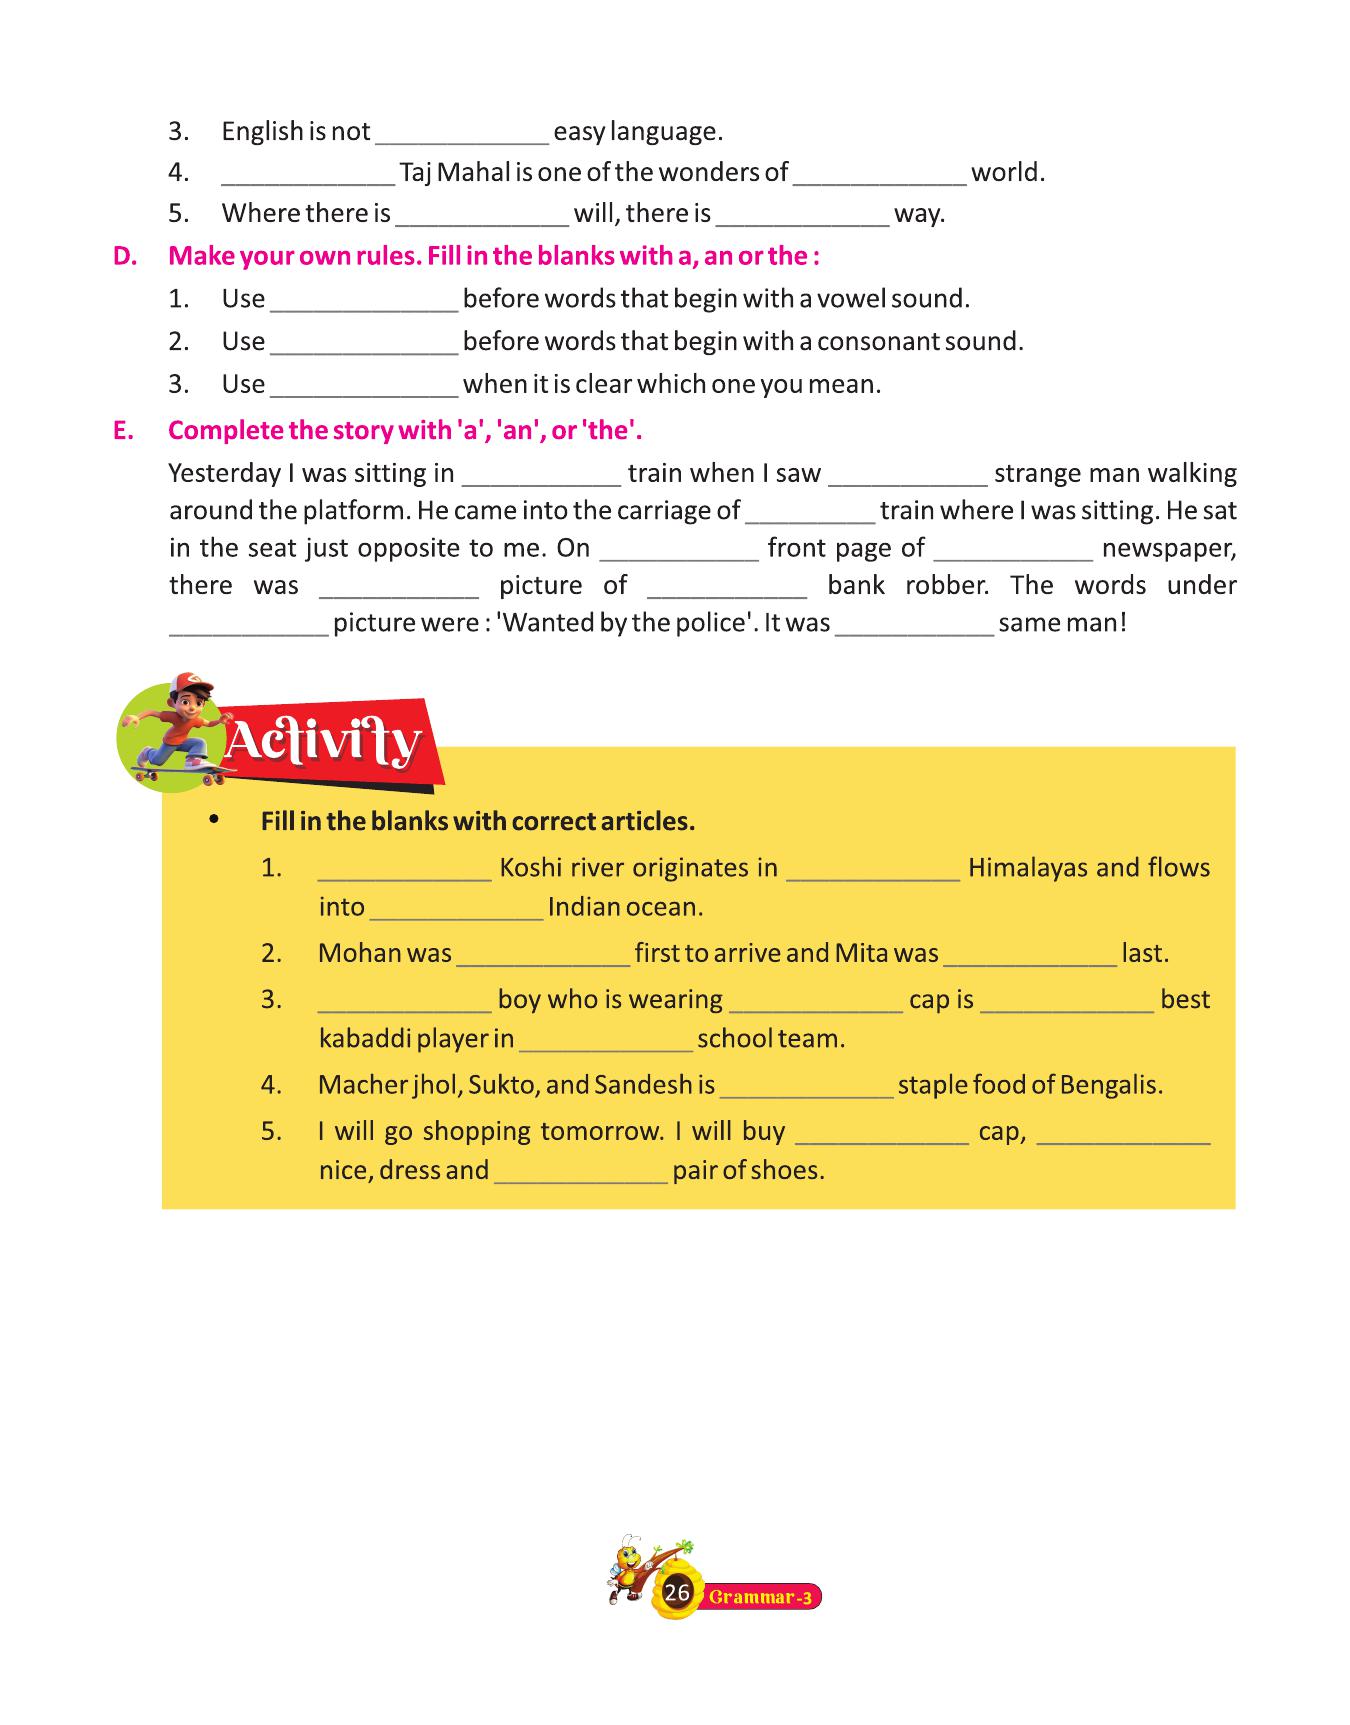 3. English is not ____________ easy language.
4. ____________ Taj Mahal is one of the wonders of ____________ world.
5. Where there is ____________ will, there is ____________ way.
D. Make your own rules. Fill in the blanks with a, an or the :
1. Use _____________ before words that begin with a vowel sound.
2. Use _____________ before words that begin with a consonant sound.
3. Use _____________ when it is clear which one you mean.
E. Complete the story with 'a', 'an', or 'the'.
Yesterday I was sitting in ___________ train when I saw ___________ strange man walking
around the platform. He came into the carriage of _________ train where I was sitting. He sat
in the seat just opposite to me. On ___________ front page of ___________ newspaper,
there was ___________ picture of ___________ bank robber. The words under
___________ picture were : 'Wanted by the police'. It was ___________ same man!
Activity
• Fill in the blanks with correct articles.
1. ____________ Koshi river originates in ____________ Himalayas and flows
into ____________ Indian ocean.
2. Mohan was ____________ first to arrive and Mita was ____________ last.
3. ____________ boy who is wearing ____________ cap is ____________ best
kabaddi player in ____________ school team.
4. Macher jhol, Sukto, and Sandesh is ____________ staple food of Bengalis.
5. I will go shopping tomorrow. I will buy ____________ cap, ____________
nice, dress and ____________ pair of shoes.
26 Grammar-3